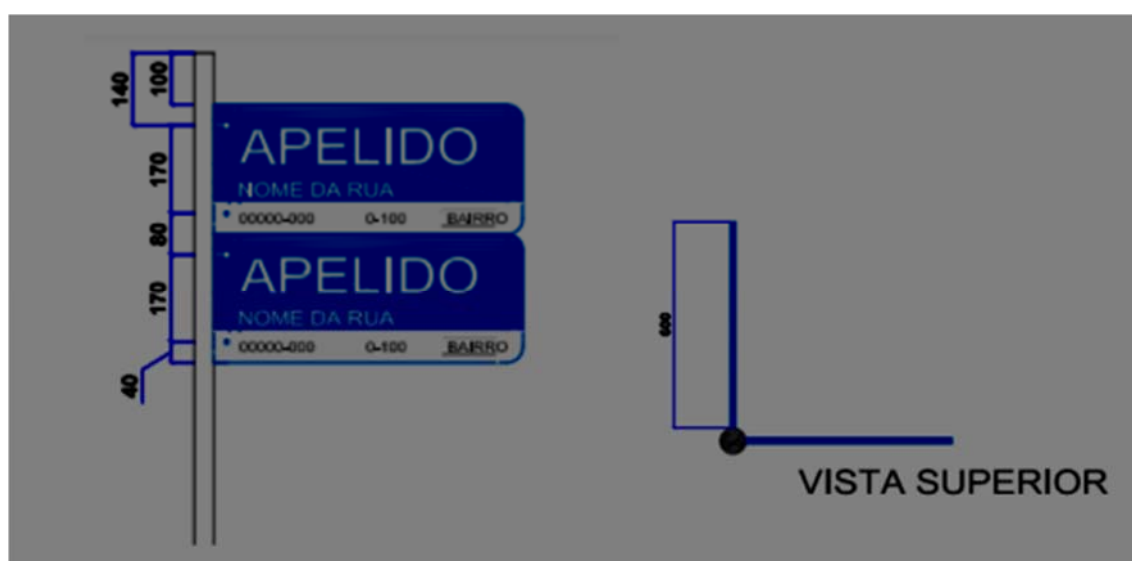 140
100
170
80
170
40
APELIDO
NOME DA RUA
00000-000 0-100 BAIRRO
APELIDO
NOME DA RUA
00000-000 0-100 BAIRRO
600
VISTA SUPERIOR